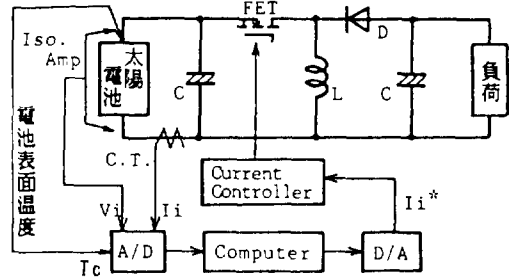 FET
Iso.
Amp
太陽
電池
C
D
L
C
負荷
電池表面温度
C.T.
Current
Controller
Vi
Ii
Ii*
Tc
A/D
Computer
D/A